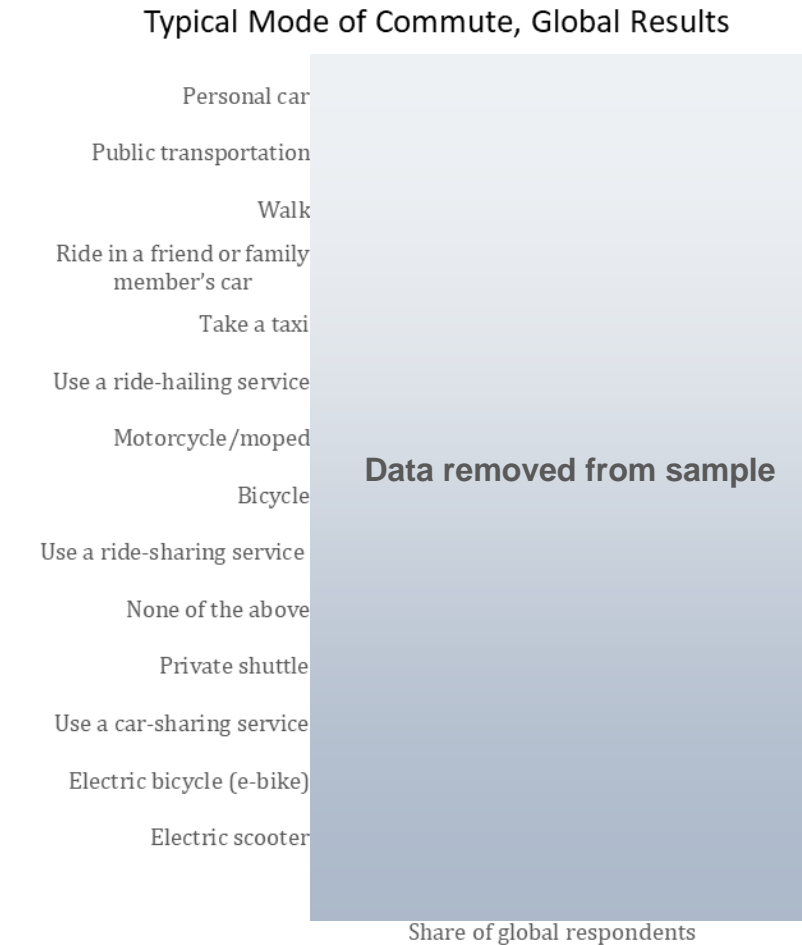 Typical Mode of Commute, Global Results
Personal car
Public transportation
Walk
Ride in a friend or family
member's car
Take a taxi
Use a ride-hailing service
Motorcycle/moped
Data removed from sample
Bicycle
Use a ride-sharing service
None of the above
Private shuttle
Use a car-sharing service
Electric bicycle (e-bike)
Electric scooter
Share of global respondents